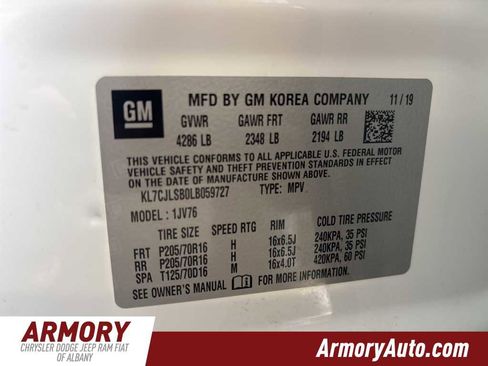 GM
MFD BY GM KOREA COMPANY 11/19
GVWR GAWR FRT GAWR RR
4286 LB 2348 LB 2194 LB
THIS VEHICLE CONFORMS TO ALL APPLICABLE U.S. FEDERAL MOTOR
VEHICLE SAFETY AND THEFT PREVENTION STANDARDS IN EFFECT
ON THE DATE OF MANUFACTURE SHOWN ABOVE.
KL7CJLSB0LB059727 TYPE: MPV
MODEL: 1JV76
TIRE SIZE SPEED RTG RIM COLD TIRE PRESSURE
FRT P205/70R16 H 16x6.5J 240KPA, 35 PSI
RR P205/70R16 H 16x6.5J 240KPA, 35 PSI
SPA T125/70D16 M 16x4.0T 420KPA, 60 PSI
SEE OWNER'S MANUAL FOR MORE INFORMATION.
ARMORY
CHRYSLER DODGE JEEP RAM FIAT
OF ALBANY
ArmoryAuto.com